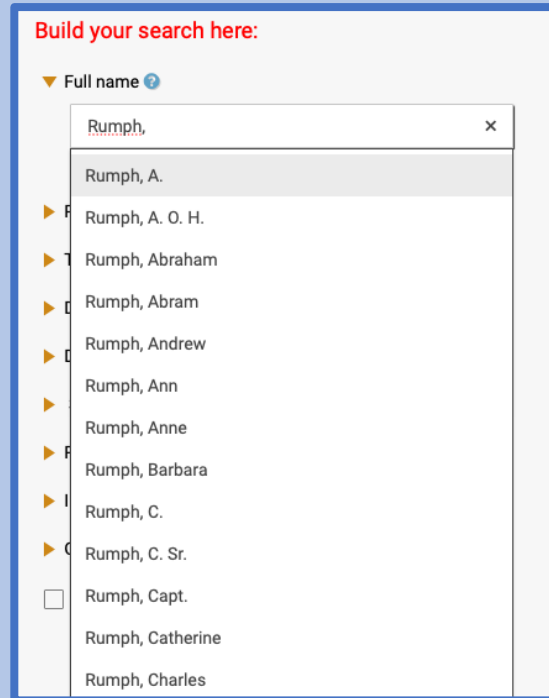 Build your search here:
Full name
Rumph,
Rumph, A.
Rumph, A. O. H.
Rumph, Abraham
Rumph, Abram
Rumph, Andrew
Rumph, Ann
Rumph, Anne
Rumph, Barbara
Rumph, C.
Rumph, C. Sr.
Rumph, Capt.
Rumph, Catherine
Rumph, Charles